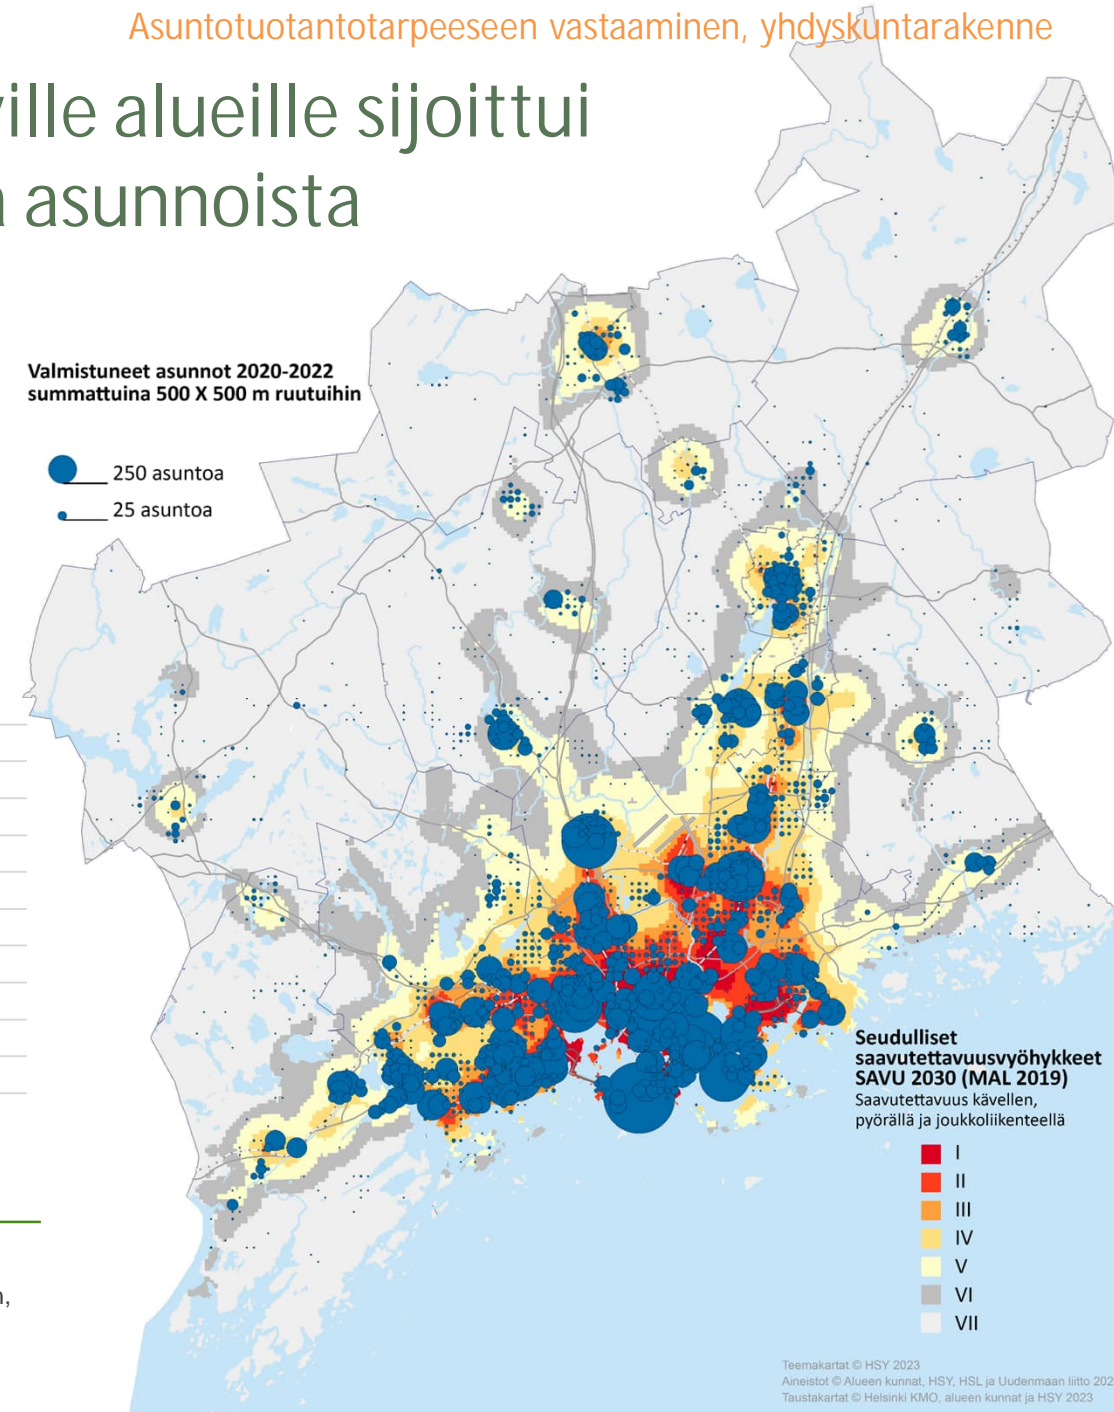 Asuntotuotantotarpeeseen vastaaminen, yhdyskuntarakenne
ville alueille sijoittui
asunnoista
Valmistuneet asunnot 2020-2022
summattuina 500 X 500 m ruutuihin
250 asuntoa
25 asuntoa
Seudulliset
saavutettavuusvyöhykkeet
SAVU 2030 (MAL 2019)
Saavutettavuus kävellen,
pyörällä ja joukkoliikenteellä
I
II
III
IV
V
VI
VII
Teemakartat © HSY 2023
Aineistot © Alueen kunnat, HSY, HSL ja Uudenmaan liitto 202
Taustakartat © Helsinki KMO, alueen kunnat ja HSY 2023